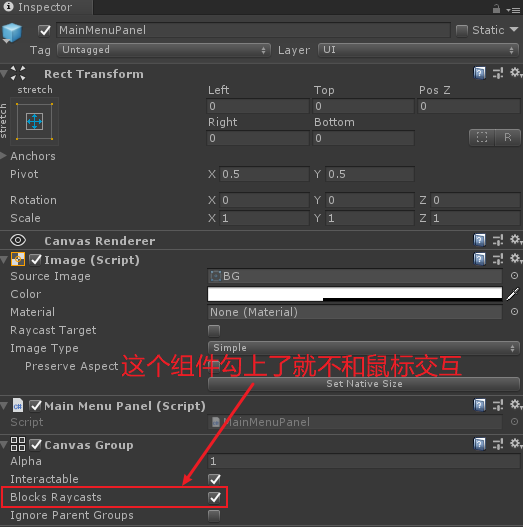 Inspector
MainMenuPanel
Static
Tag Untagged Layer UI
Rect Transform
stretch
stretch
Left Top Pos Z
0 0 0
Right Bottom
0 0
R
Anchors
Pivot X 0.5 Y 0.5
Rotation X 0 Y 0 Z 0
Scale X 1 Y 1 Z 1
Canvas Renderer
Image (Script)
Source Image BG
Color
Material None (Material)
Raycast Target
Image Type Simple
Preserve Aspect
这个组件勾上了就不和鼠标交互
Set Native Size
Main Menu Panel (Script)
Script MainMenuPanel
Canvas Group
Alpha 1
Interactable
Blocks Raycasts
Ignore Parent Groups